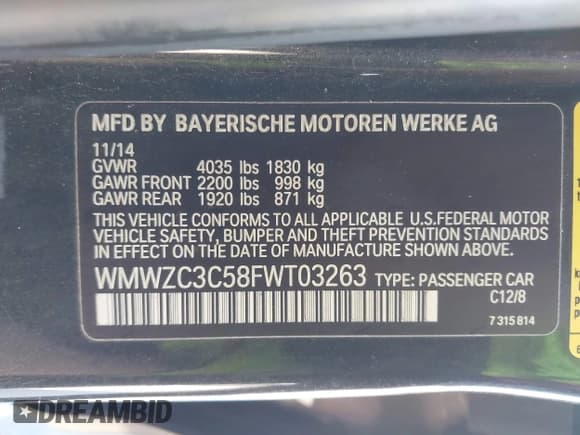 MFD BY BAYERISCHE MOTOREN WERKE AG
11/14
GVWR 4035 lbs 1830 kg
GAWR FRONT 2200 lbs 998 kg
GAWR REAR 1920 lbs 871 kg
THIS VEHICLE CONFORMS TO ALL APPLICABLE U.S.FEDERAL MOTOR
VEHICLE SAFETY, BUMPER AND THEFT PREVENTION STANDARDS
IN EFFECT ON THE DATE OF MANUFACTURE SHOWN ABOVE.
WMWZC3C58FWT03263 TYPE: PASSENGER CAR
C12/8
7 315 814
DREAMBID